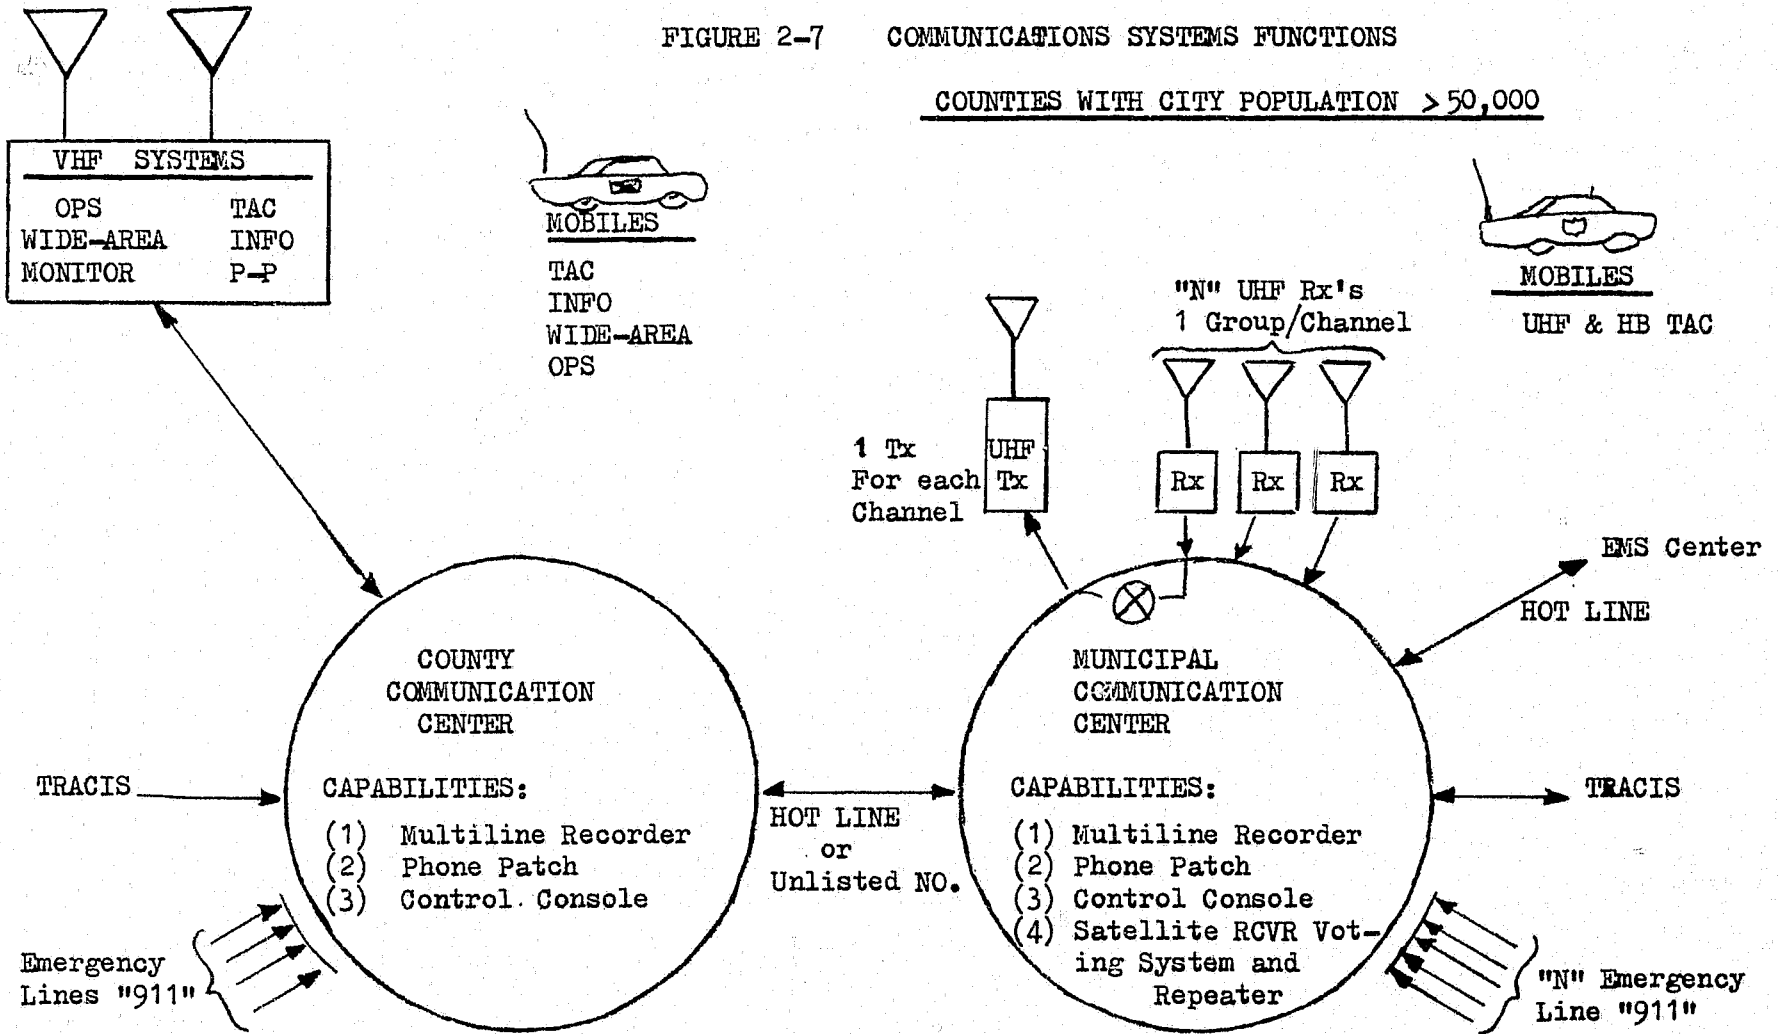 FIGURE 2-7 COMMUNICATIONS SYSTEMS FUNCTIONS
COUNTIES WITH CITY POPULATION > 50,000
VHF SYSTEMS
OPS TAC
WIDE-AREA INFO
MONITOR P-P
MOBILES
TAC
INFO
WIDE-AREA
OPS
MOBILES
UHF & HB TAC
"N" UHF Rx's
1 Group/Channel
1 Tx
For each
Channel
UHF
Tx
Rx
Rx
Rx
EMS Center
HOT LINE
COUNTY
COMMUNICATION
CENTER
CAPABILITIES:
(1) Multiline Recorder
(2) Phone Patch
(3) Control Console
TRACIS
Emergency
Lines "911"
HOT LINE
or
Unlisted NO.
MUNICIPAL
COMMUNICATION
CENTER
CAPABILITIES:
(1) Multiline Recorder
(2) Phone Patch
(3) Control Console
(4) Satellite RCVR Vot-
ing System and
Repeater
TRACIS
"N" Emergency
Line "911"